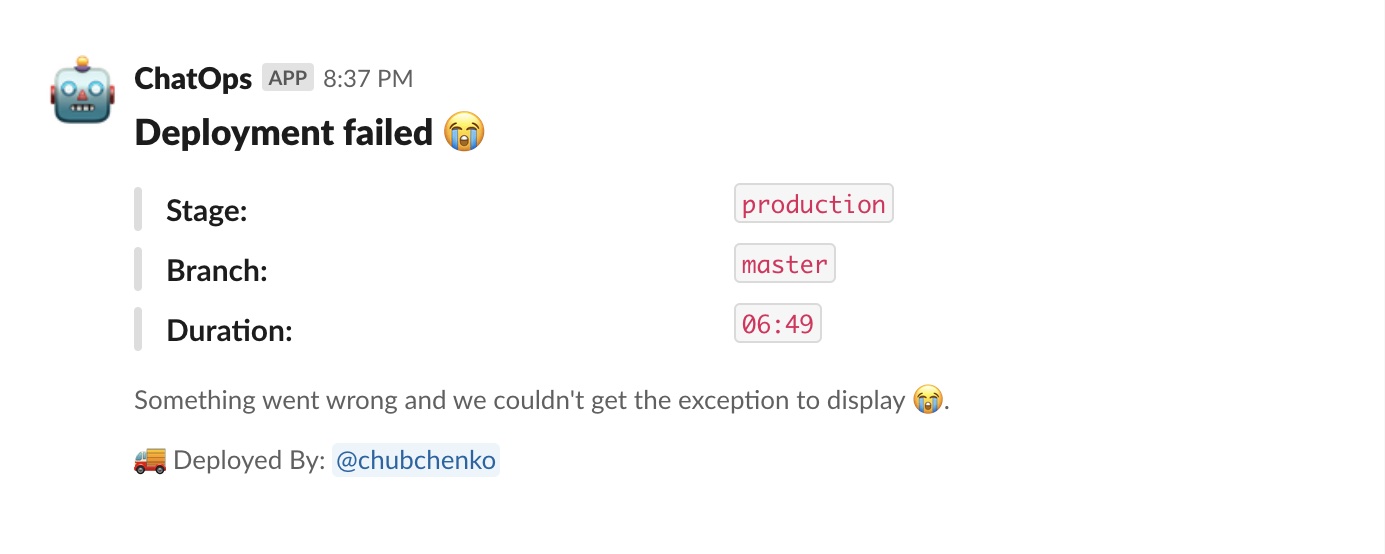 ChatOps APP 8:37 PM
Deployment failed 😭
Stage: production
Branch: master
Duration: 06:49
Something went wrong and we couldn't get the exception to display 😭.
🚚 Deployed By: @chubchenko